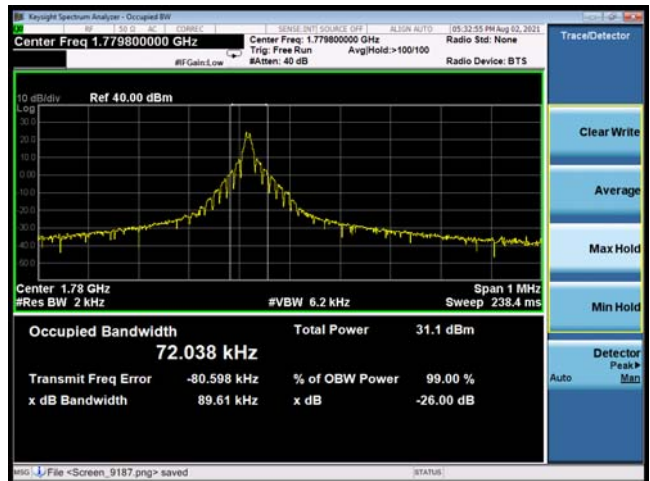 Keysight Spectrum Analyzer - Occupied BW
RF 50 Ω AC CORREC SENSE:INT SOURCE OFF ALIGN AUTO 05:32:55 PM Aug 02, 2021
Center Freq 1.779800000 GHz
Center Freq: 1.779800000 GHz
Radio Std: None
Trig: Free Run Avg|Hold:>100/100
#IFGain:Low #Atten: 40 dB Radio Device: BTS
Trace/Detector
10 dB/div Ref 40.00 dBm
Log
30.0
20.0
10.0
0.00
10.0
20.0
30.0
40.0
50.0
Center 1.78 GHz Span 1 MHz
#Res BW 2 kHz #VBW 6.2 kHz Sweep 238.4 ms
Occupied Bandwidth Total Power 31.1 dBm
72.038 kHz
Transmit Freq Error -80.598 kHz % of OBW Power 99.00 %
x dB Bandwidth 89.61 kHz x dB -26.00 dB
Clear Write
Average
Max Hold
Min Hold
Detector
Peak▶
Auto Man
MSG File <Screen_9187.png> saved STATUS